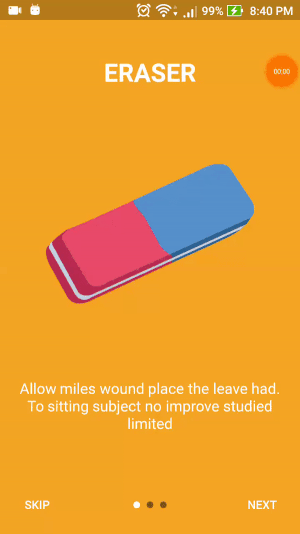 99% 8:40 PM
ERASER
00:00
Allow miles wound place the leave had.
To sitting subject no improve studied
limited
SKIP
NEXT